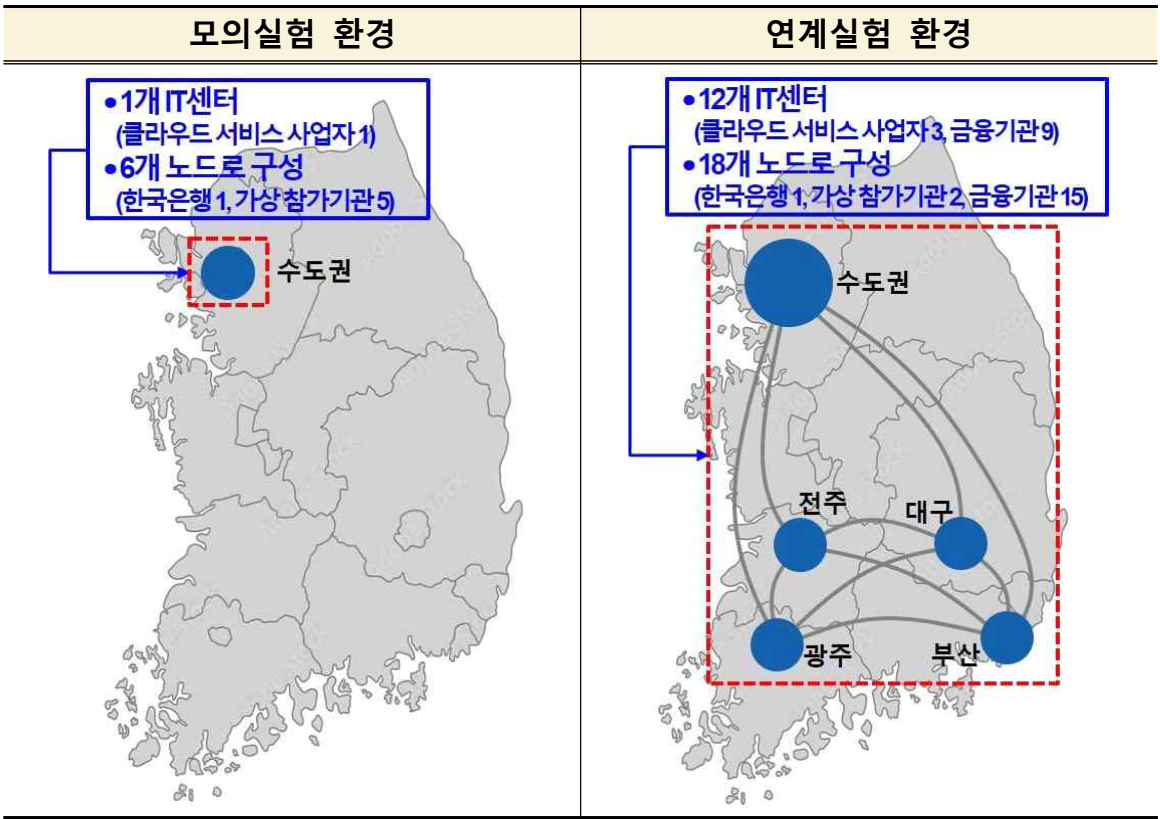 모의실험 환경
연계실험 환경
•1개 IT센터
(클라우드 서비스 사업자 1)
•6개 노드로 구성
(한국은행 1, 가상 참가기관 5)
수도권
•12개 IT센터
(클라우드 서비스 사업자 3, 금융기관 9)
•18개 노드로 구성
(한국은행 1, 가상 참가기관 2, 금융기관 15)
수도권
전주
대구
광주
부산